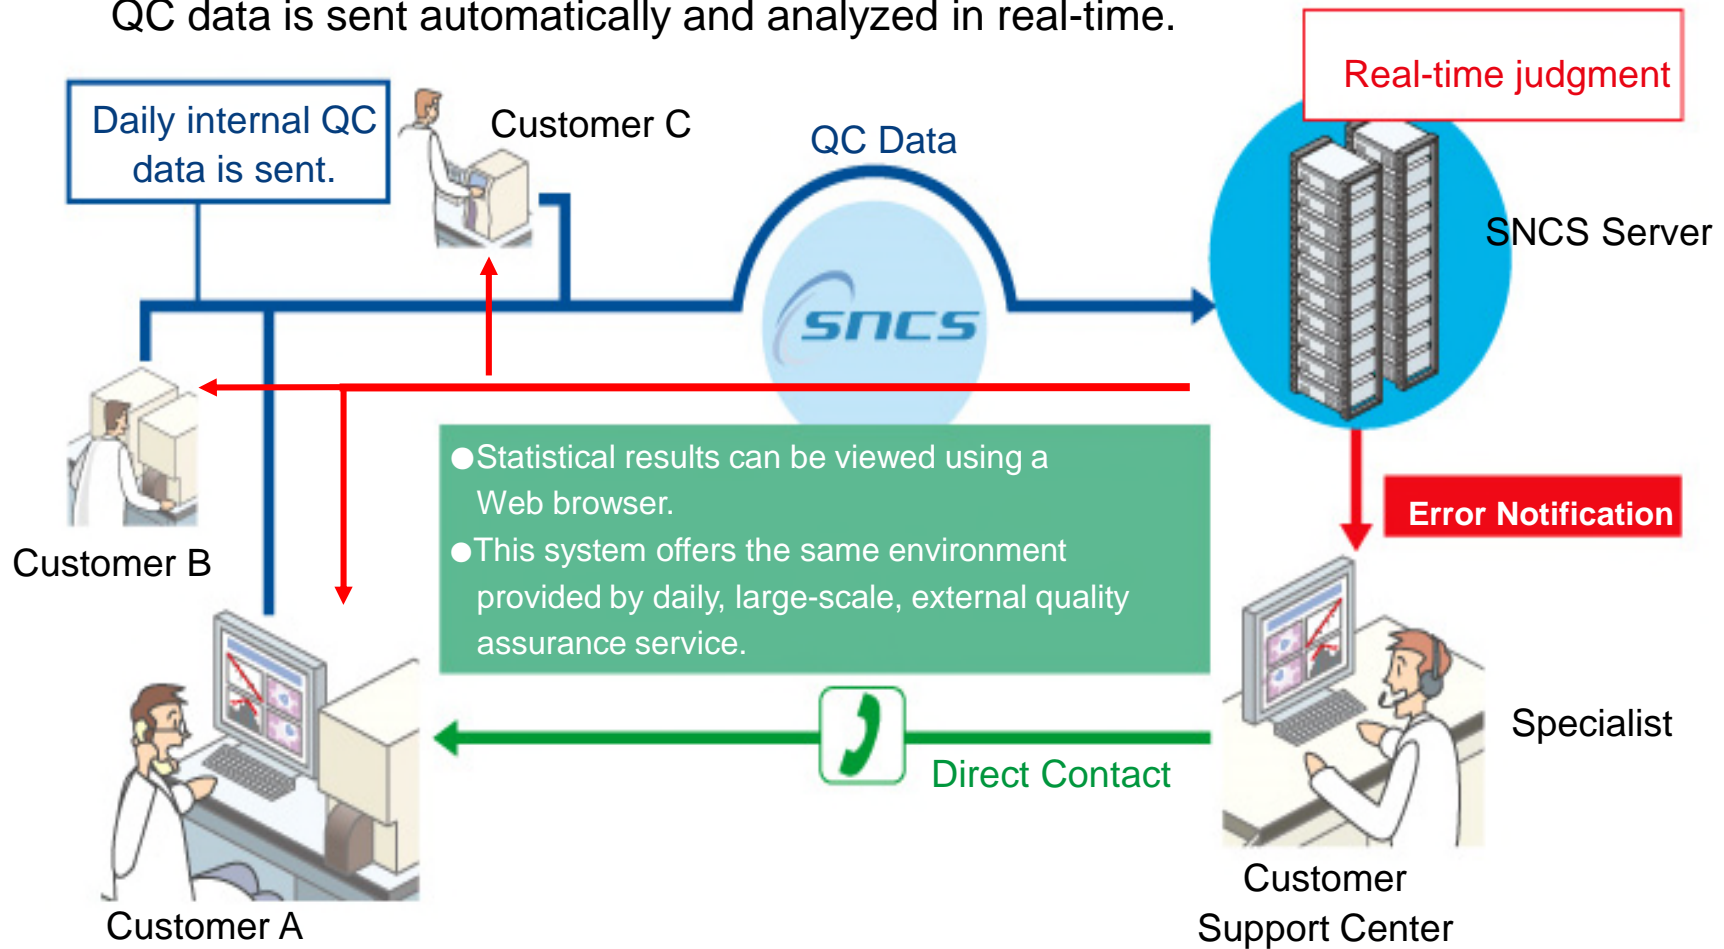 QC data is sent automatically and analyzed in real-time.
Real-time judgment
Daily internal QC
data is sent.
Customer C
QC Data
SNCS Server
sncs
●Statistical results can be viewed using a
Web browser.
●This system offers the same environment
provided by daily, large-scale, external quality
assurance service.
Error Notification
Customer B
Specialist
Direct Contact
Customer A
Customer
Support Center